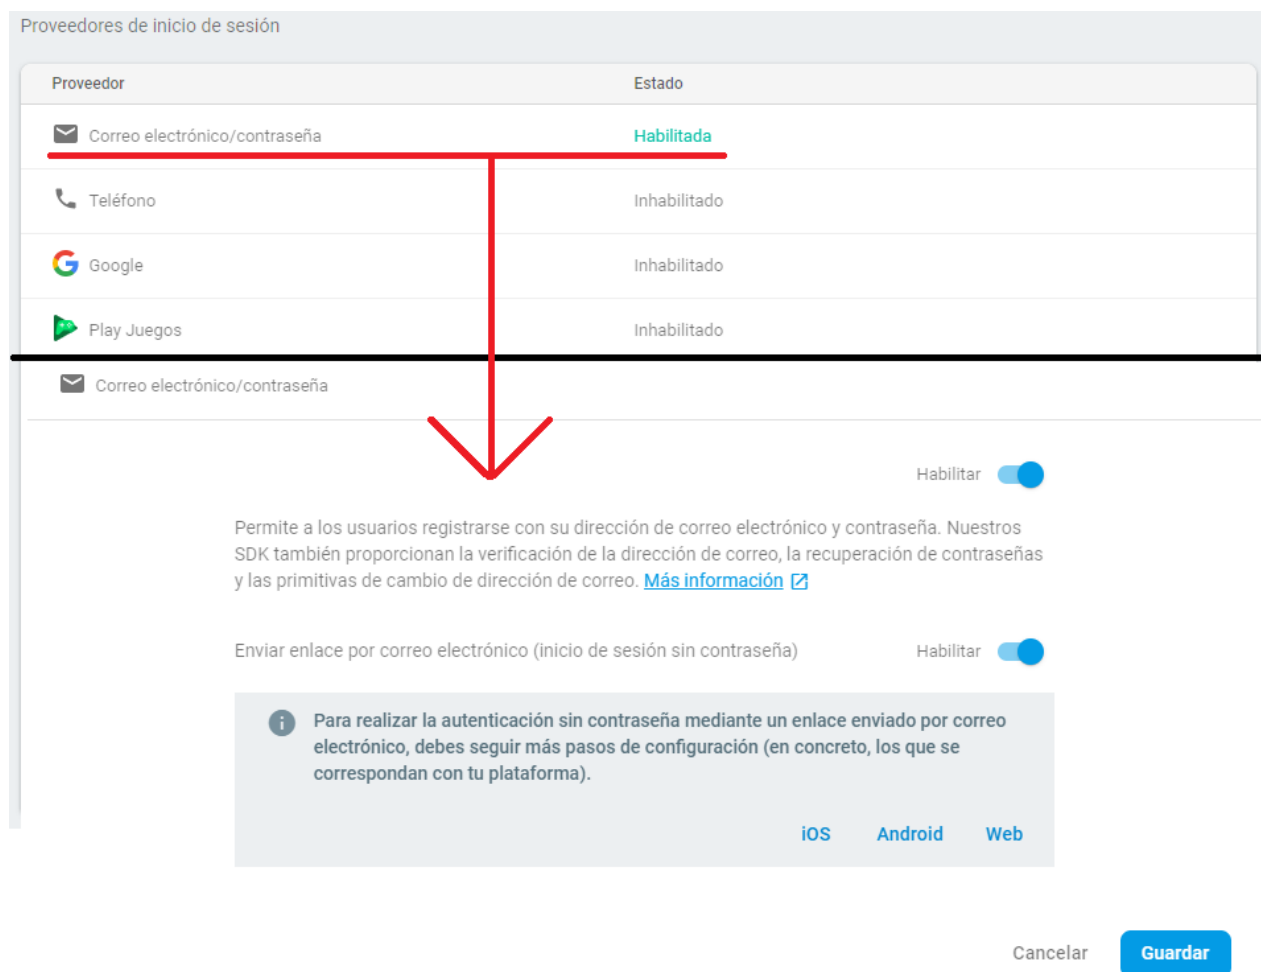 Proveedores de inicio de sesión
Proveedor Estado
Correo electrónico/contraseña Habilitada
Teléfono Inhabilitado
Google Inhabilitado
Play Juegos Inhabilitado
Correo electrónico/contraseña
Habilitar
Permite a los usuarios registrarse con su dirección de correo electrónico y contraseña. Nuestros
SDK también proporcionan la verificación de la dirección de correo, la recuperación de contraseñas
y las primitivas de cambio de dirección de correo. Más información
Enviar enlace por correo electrónico (inicio de sesión sin contraseña) Habilitar
Para realizar la autenticación sin contraseña mediante un enlace enviado por correo
electrónico, debes seguir más pasos de configuración (en concreto, los que se
correspondan con tu plataforma).
iOS Android Web
Cancelar Guardar